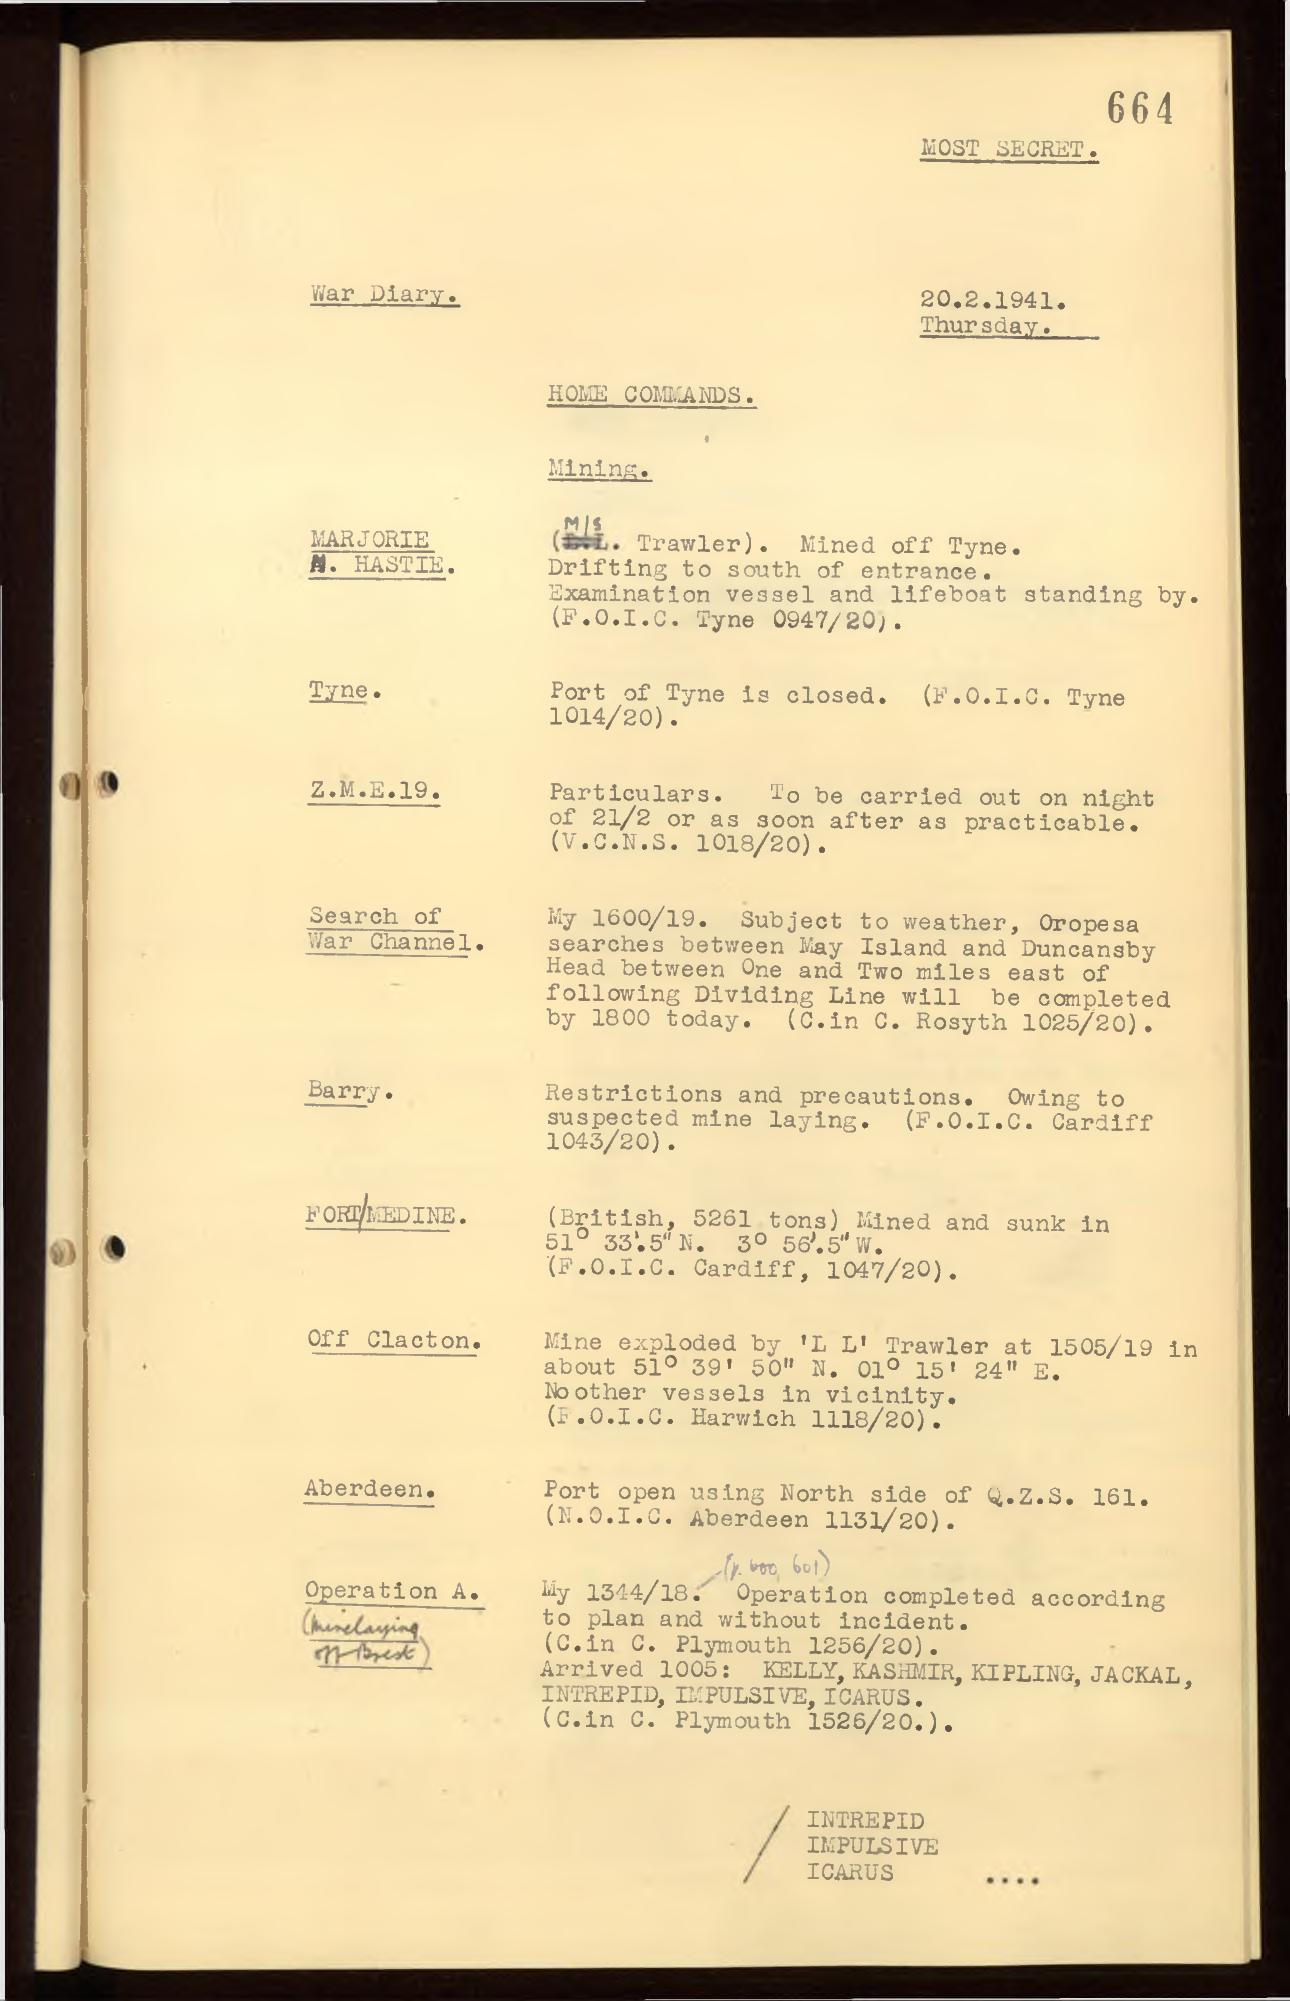 664
MOST SECRET.
War Diary.
20.2.1941.
Thursday.
HOME COMMANDS.
Mining.
MARJORIE
M. HASTIE.
M/S
(L.L. Trawler). Mined off Tyne.
Drifting to south of entrance.
Examination vessel and lifeboat standing by.
(F.O.I.C. Tyne 0947/20).
Tyne.
Port of Tyne is closed. (F.O.I.C. Tyne
1014/20).
Z.M.E.19.
Particulars. To be carried out on night
of 21/2 or as soon after as practicable.
(V.C.N.S. 1018/20).
Search of
War Channel.
My 1600/19. Subject to weather, Oropesa
searches between May Island and Duncansby
Head between One and Two miles east of
following Dividing Line will be completed
by 1800 today. (C.in C. Rosyth 1025/20).
Barry.
Restrictions and precautions. Owing to
suspected mine laying. (F.O.I.C. Cardiff
1043/20).
FORT/MEDINE.
(British, 5261 tons) Mined and sunk in
51° 33'.5" N. 3° 56'.5" W.
(F.O.I.C. Cardiff, 1047/20).
Off Clacton.
Mine exploded by 'L L' Trawler at 1505/19 in
about 51° 39' 50" N. 01° 15' 24" E.
No other vessels in vicinity.
(F.O.I.C. Harwich 1118/20).
Aberdeen.
Port open using North side of Q.Z.S. 161.
(N.O.I.C. Aberdeen 1131/20).
(p. 600, 601)
Operation A.
(Minelaying
off Brest)
My 1344/18. Operation completed according
to plan and without incident.
(C.in C. Plymouth 1256/20).
Arrived 1005: KELLY, KASHMIR, KIPLING, JACKAL,
INTREPID, IMPULSIVE, ICARUS.
(C.in C. Plymouth 1526/20.).
/ INTREPID
IMPULSIVE
ICARUS ....